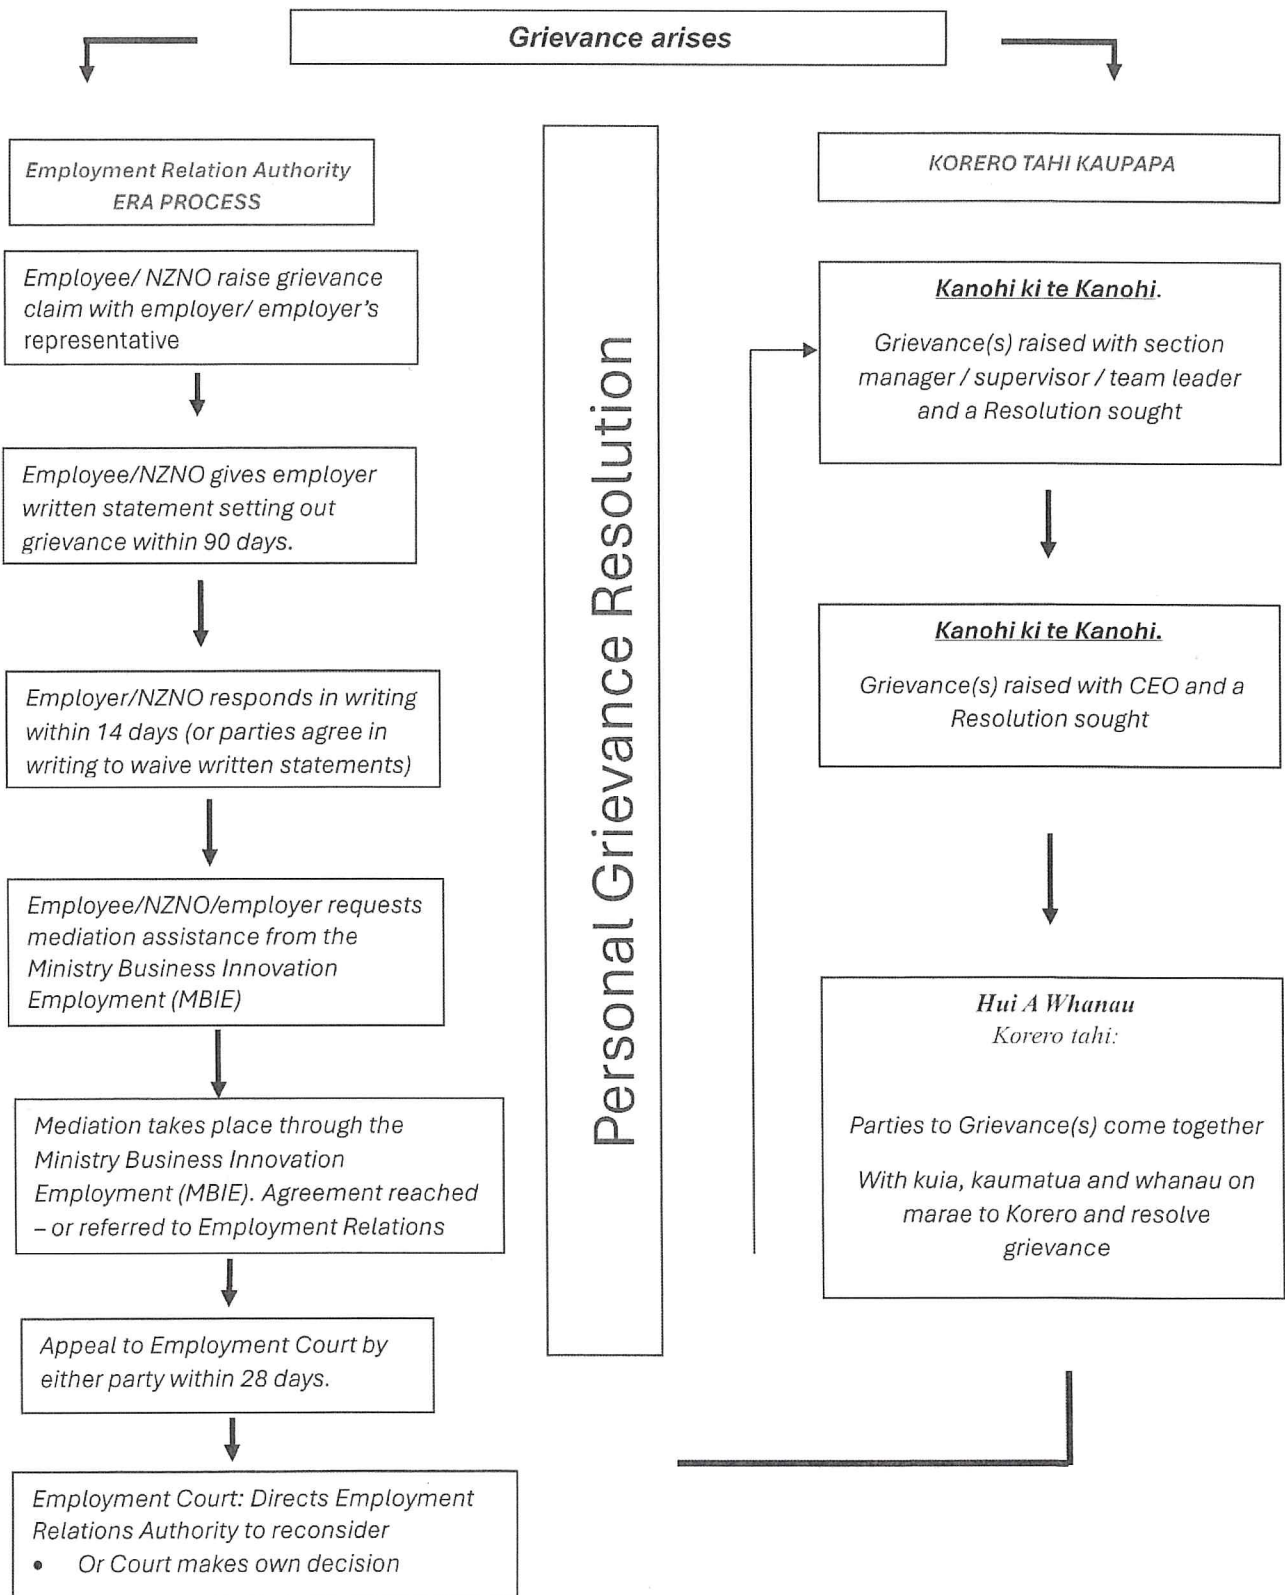 Grievance arises
Employment Relation Authority
ERA PROCESS
Employee/ NZNO raise grievance
claim with employer/ employer's
representative
Employee/NZNO gives employer
written statement setting out
grievance within 90 days.
Employer/NZNO responds in writing
within 14 days (or parties agree in
writing to waive written statements)
Employee/NZNO/employer requests
mediation assistance from the
Ministry Business Innovation
Employment (MBIE)
Mediation takes place through the
Ministry Business Innovation
Employment (MBIE). Agreement reached
– or referred to Employment Relations
Appeal to Employment Court by
either party within 28 days.
Employment Court: Directs Employment
Relations Authority to reconsider
• Or Court makes own decision
Personal Grievance Resolution
KORERO TAHI KAUPAPA
Kanohi ki te Kanohi.
Grievance(s) raised with section
manager / supervisor / team leader
and a Resolution sought
Kanohi ki te Kanohi.
Grievance(s) raised with CEO and a
Resolution sought
Hui A Whanau
Korero tahi:
Parties to Grievance(s) come together
With kuia, kaumatua and whanau on
marae to Korero and resolve
grievance